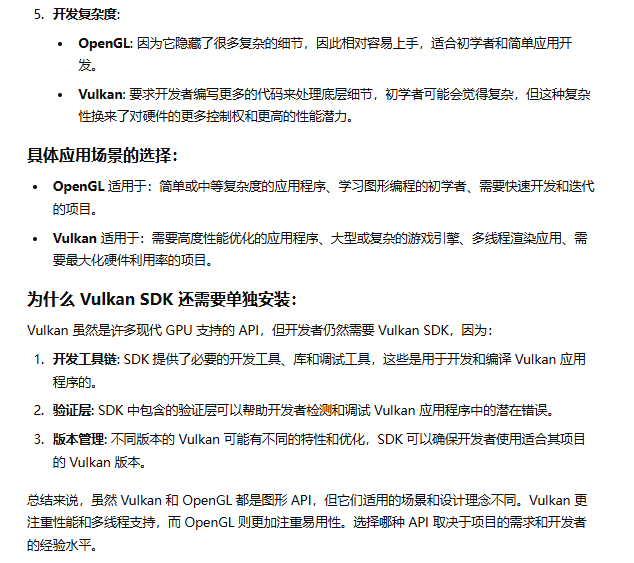 5. 开发复杂度:
• OpenGL: 因为它隐藏了很多复杂的细节，因此相对容易上手，适合初学者和简单应用开
发。
• Vulkan: 要求开发者编写更多的代码来处理底层细节，初学者可能会觉得复杂，但这种复杂
性换来了对硬件的更多控制权和更高的性能潜力。
具体应用场景的选择：
• OpenGL 适用于：简单或中等复杂度的应用程序、学习图形编程的初学者、需要快速开发和迭代
的项目。
• Vulkan 适用于：需要高度性能优化的应用程序、大型或复杂的游戏引擎、多线程渲染应用、需
要最大化硬件利用率的项目。
为什么 Vulkan SDK 还需要单独安装：
Vulkan 虽然是许多现代 GPU 支持的 API，但开发者仍然需要 Vulkan SDK，因为：
1. 开发工具链: SDK 提供了必要的开发工具、库和调试工具，这些是用于开发和编译 Vulkan 应用
程序的。
2. 验证层: SDK 中包含的验证层可以帮助开发者检测和调试 Vulkan 应用程序中的潜在错误。
3. 版本管理: 不同版本的 Vulkan 可能有不同的特性和优化，SDK 可以确保开发者使用适合其项目
的 Vulkan 版本。
总结来说，虽然 Vulkan 和 OpenGL 都是图形 API，但它们适用的场景和设计理念不同。Vulkan 更
注重性能和多线程支持，而 OpenGL 则更加注重易用性。选择哪种 API 取决于项目的需求和开发者
的经验水平。